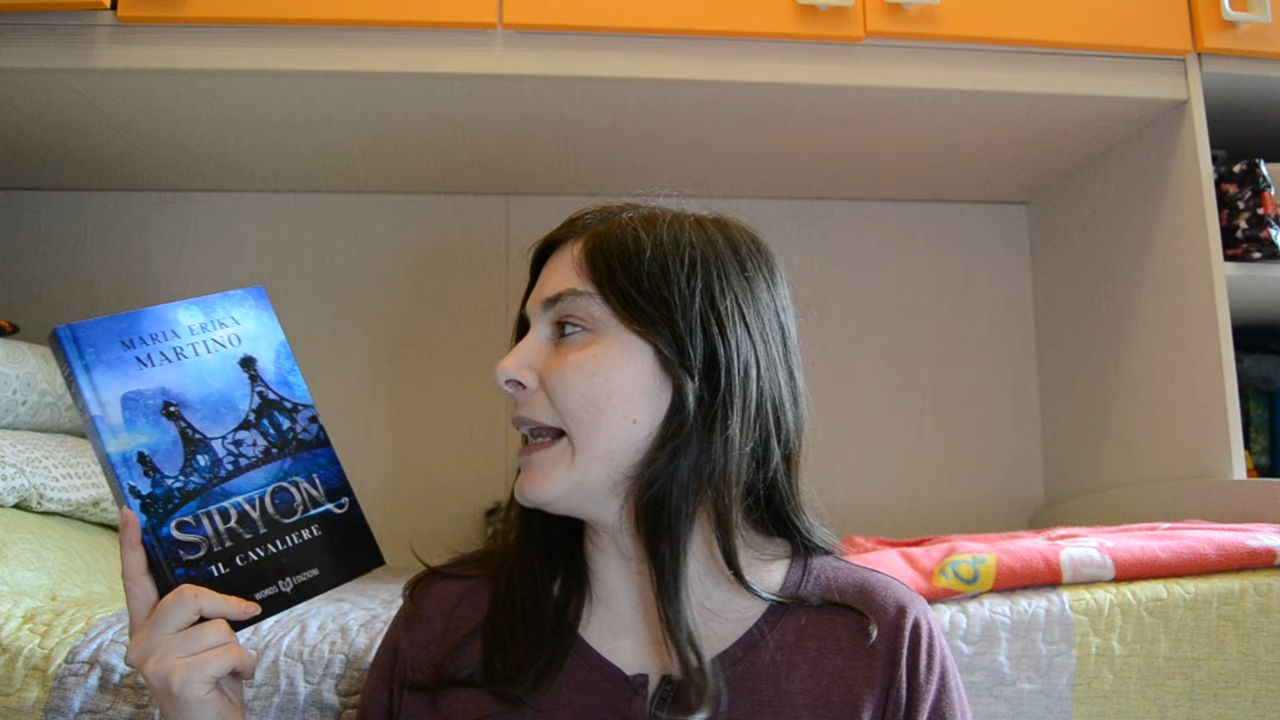 MARIA ERIKA
MARTINO
SIRYON
IL CAVALIERE
WORDS EDIZIONI